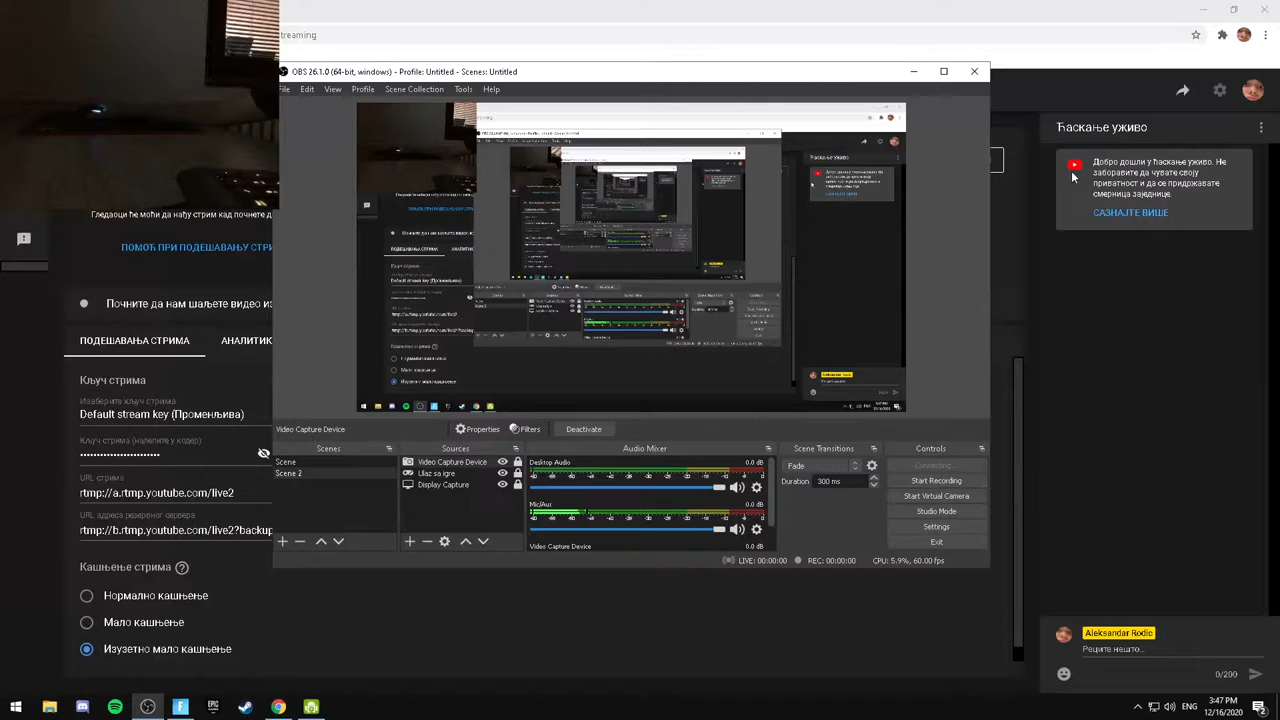 treaming
OBS 26.1.0 (64-bit, windows) - Profile: Untitled - Scenes: Untitled
File Edit View Profile Scene Collection Tools Help
Ћаскање уживо
Добро дошли у ћаскање уживо. Не
заборавите да чувате своју
приватност и да се придржавате
смерница заједнице.
САЗНАЈТЕ ВИШЕ
Гледаоци ће моћи да нађу стрим кад почнете д
ПОМОЋ ПРИ ПОДЕШАВАЊУ СТРИ
Почните да нам шаљете видео из
ПОДЕШАВАЊА СТРИМА АНАЛИТИК
Кључ стрима
Изаберите кључ стрима
Default stream key (Променљива)
Кључ стрима (налепите у кодер)
URL стрима
rtmp://a.rtmp.youtube.com/live2
URL адреса резервног сервера
rtmp://b.rtmp.youtube.com/live2?backup
Кашњење стрима
Нормално кашњење
Мало кашњење
Изузетно мало кашњење
Video Capture Device Properties Filters Deactivate
Scenes Sources Audio Mixer Scene Transitions Controls
Scene
Scene 2
Video Capture Device
Ulaz sa igre
Display Capture
Desktop Audio 0.0 dB
Mic/Aux 0.0 dB
Video Capture Device 0.0 dB
Fade
Duration 300 ms
Connecting...
Start Recording
Start Virtual Camera
Studio Mode
Settings
Exit
LIVE: 00:00:00 REC: 00:00:00 CPU: 5.9%, 60.00 fps
Aleksandar Rodic
Реците нешто...
0/200
ENG
3:47 PM
12/16/2020
2